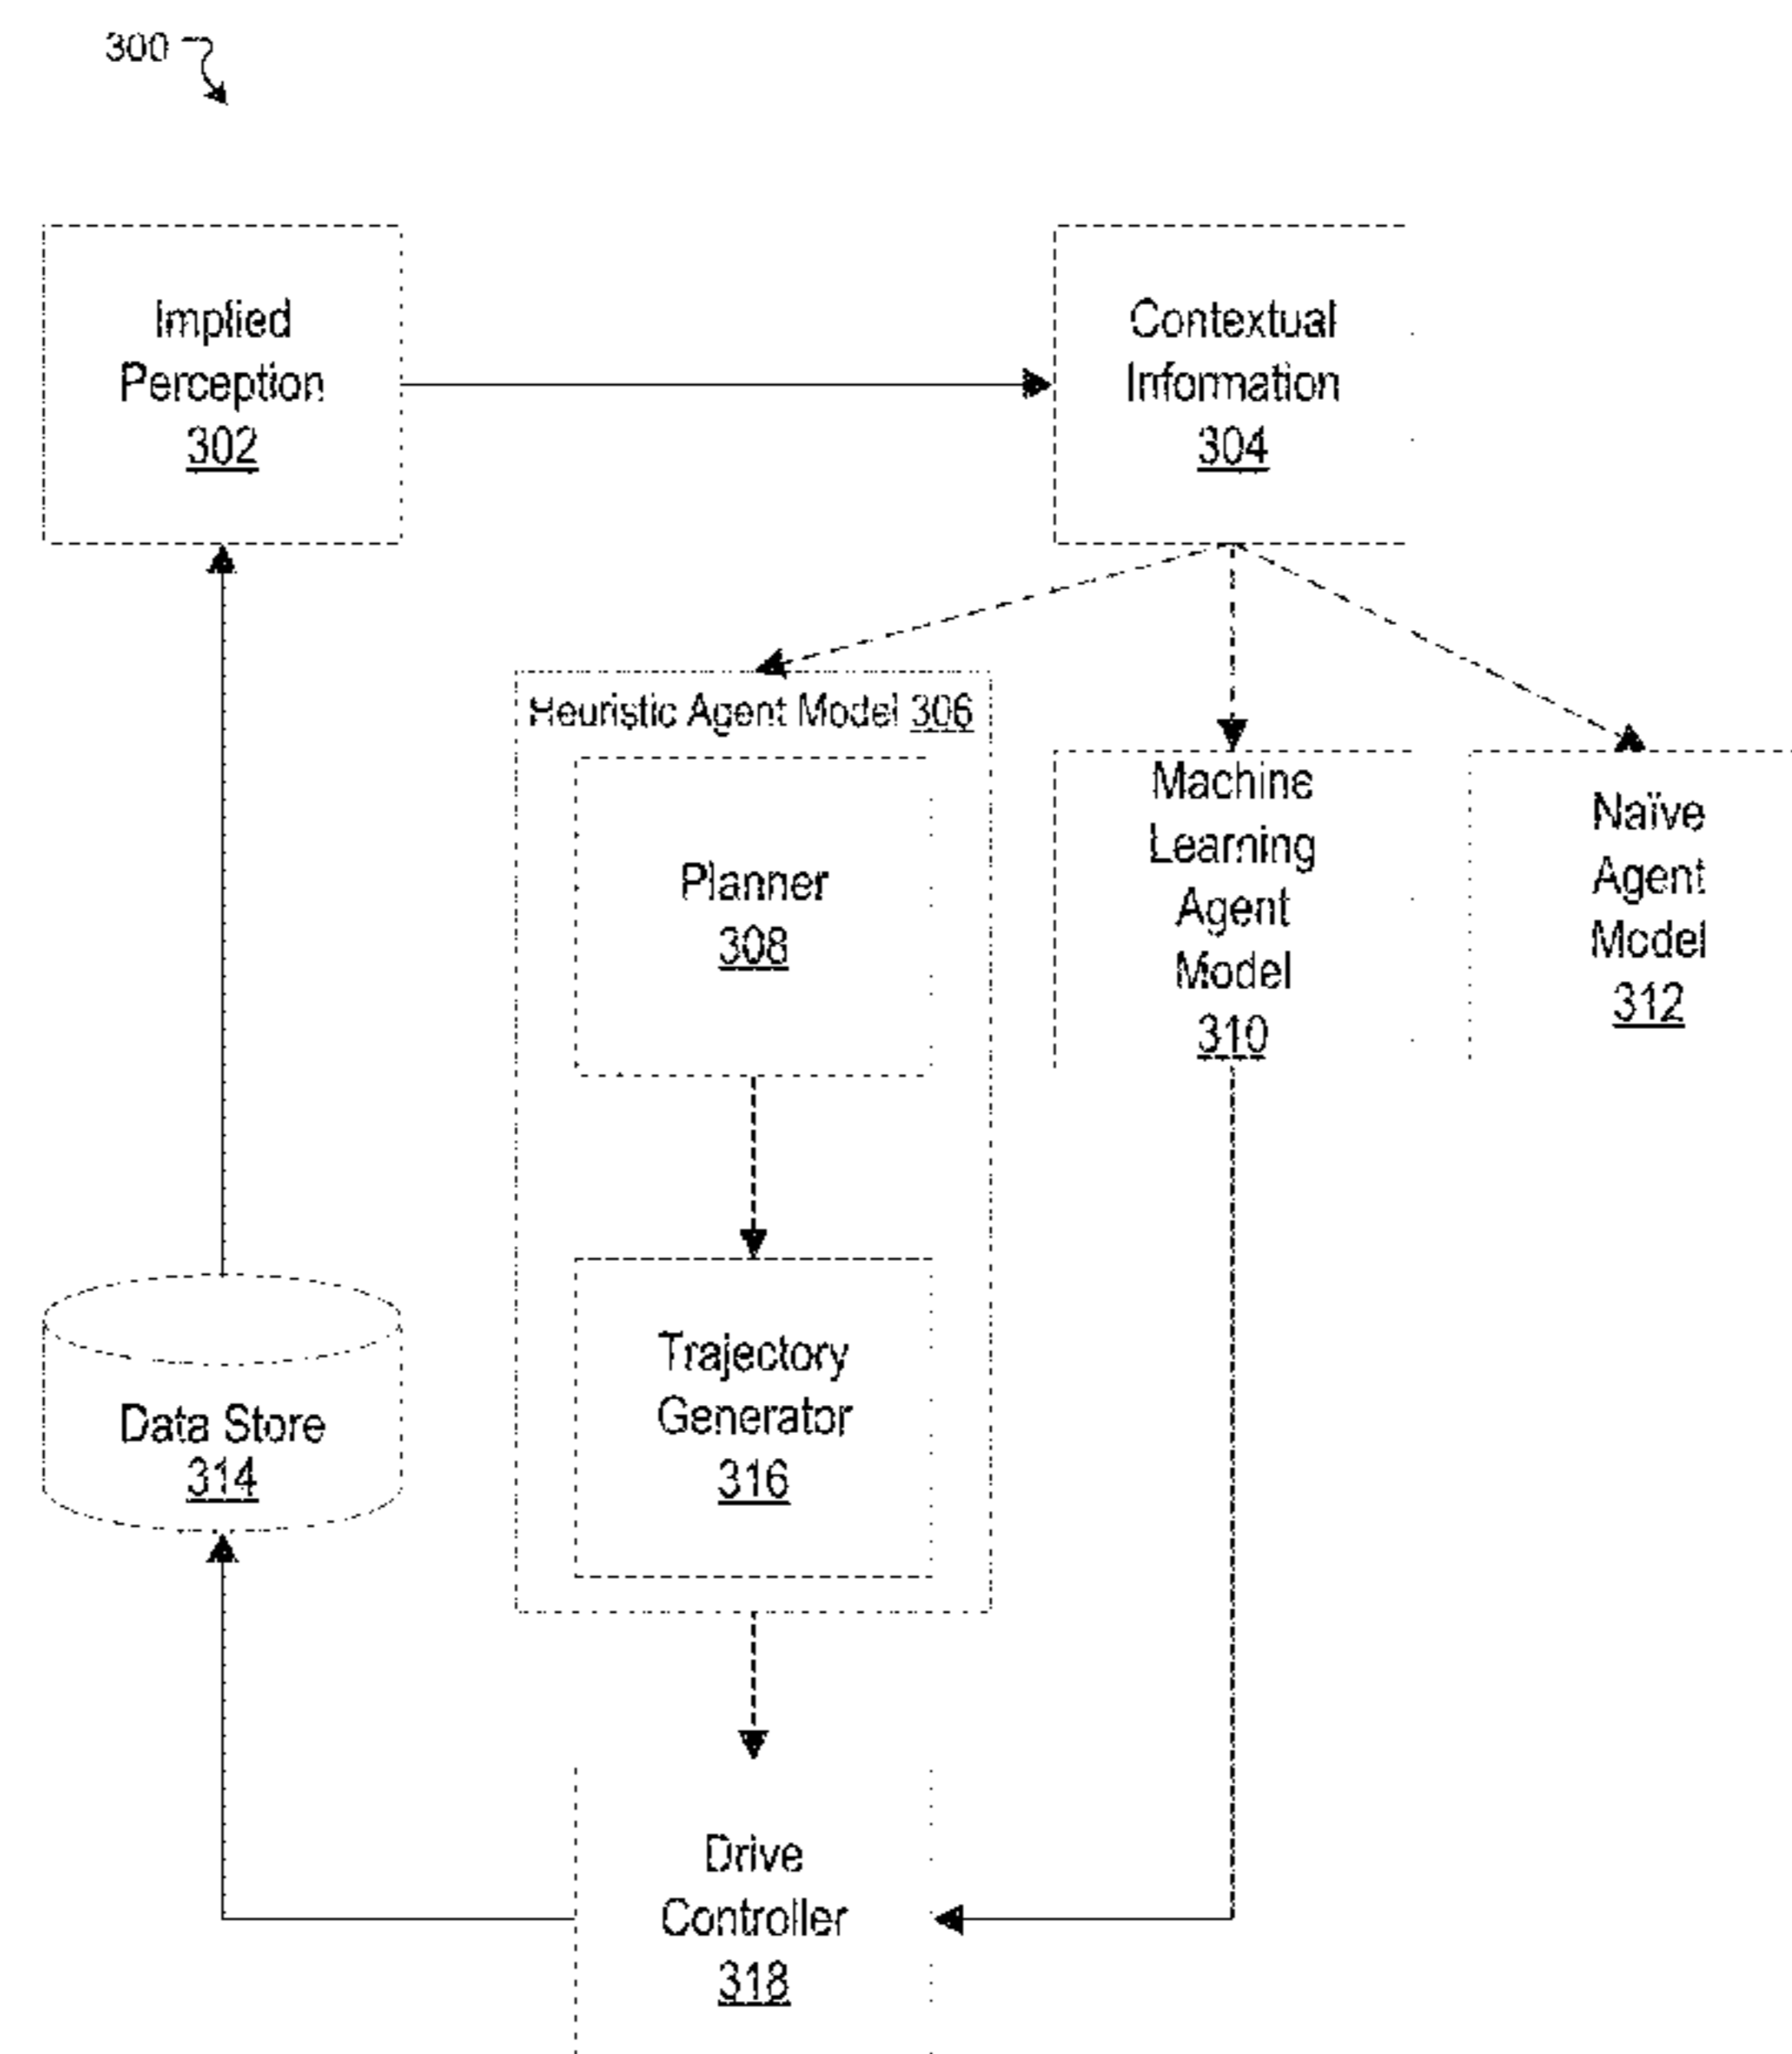 300
Implied
Perception
302
Contextual
Information
304
Heuristic Agent Model 306
Planner
308
Machine
Learning
Agent
Model
310
Naïve
Agent
Model
312
Trajectory
Generator
316
Data Store
314
Drive
Controller
318